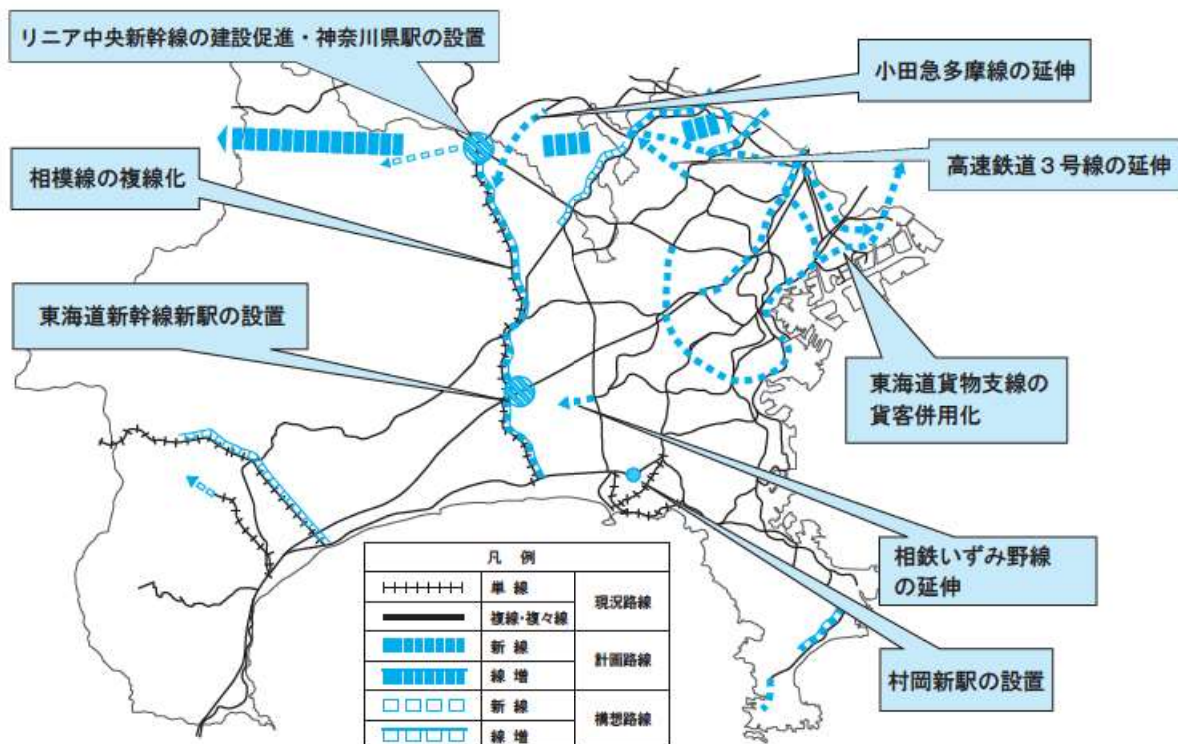 リニア中央新幹線の建設促進・神奈川県駅の設置
小田急多摩線の延伸
高速鉄道３号線の延伸
相模線の複線化
東海道新幹線新駅の設置
東海道貨物支線の
貨客併用化
相鉄いずみ野線
の延伸
村岡新駅の設置
凡 例
単 線
現況路線
複線・複々線
新 線
計画路線
線 増
新 線
構想路線
線 増